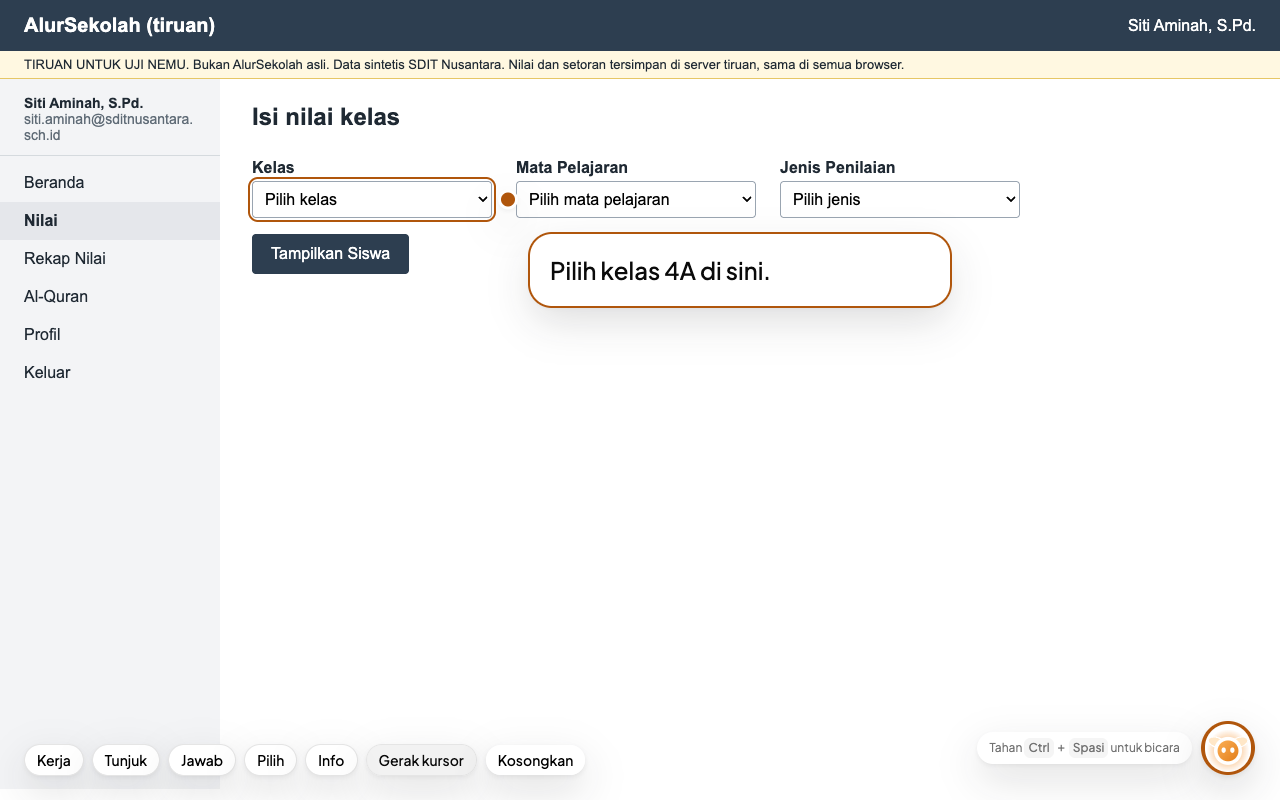 AlurSekolah (tiruan)
Siti Aminah, S.Pd.
TIRUAN UNTUK UJI NEMU. Bukan AlurSekolah asli. Data sintetis SDIT Nusantara. Nilai dan setoran tersimpan di server tiruan, sama di semua browser.
Siti Aminah, S.Pd.
siti.aminah@sditnusantara.
sch.id
Beranda
Nilai
Rekap Nilai
Al-Quran
Profil
Keluar
Isi nilai kelas
Kelas
Mata Pelajaran
Jenis Penilaian
Pilih kelas
Pilih mata pelajaran
Pilih jenis
Tampilkan Siswa
Pilih kelas 4A di sini.
Kerja
Tunjuk
Jawab
Pilih
Info
Gerak kursor
Kosongkan
Tahan Ctrl + Spasi untuk bicara